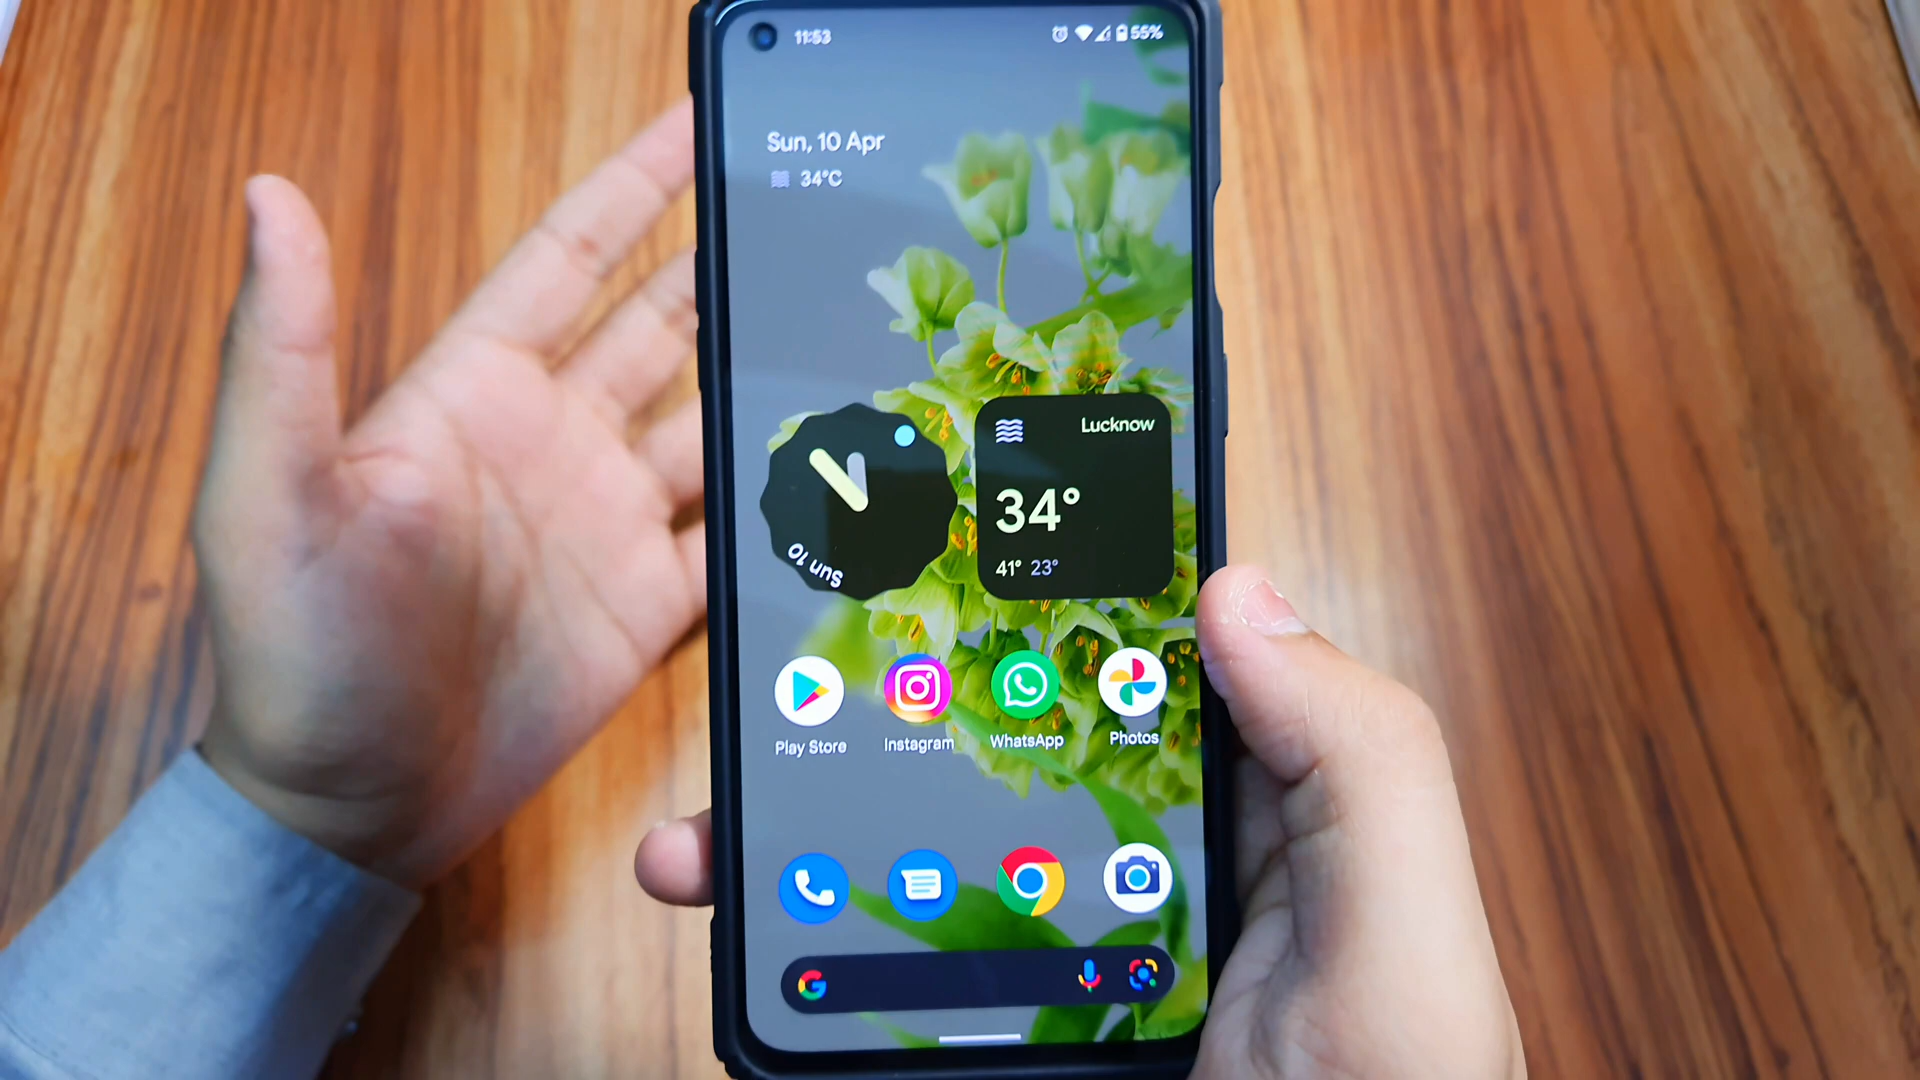 11:53
55%
Sun, 10 Apr
34°C
Sun 10
Lucknow
34°
41° 23°
Play Store
Instagram
WhatsApp
Photos